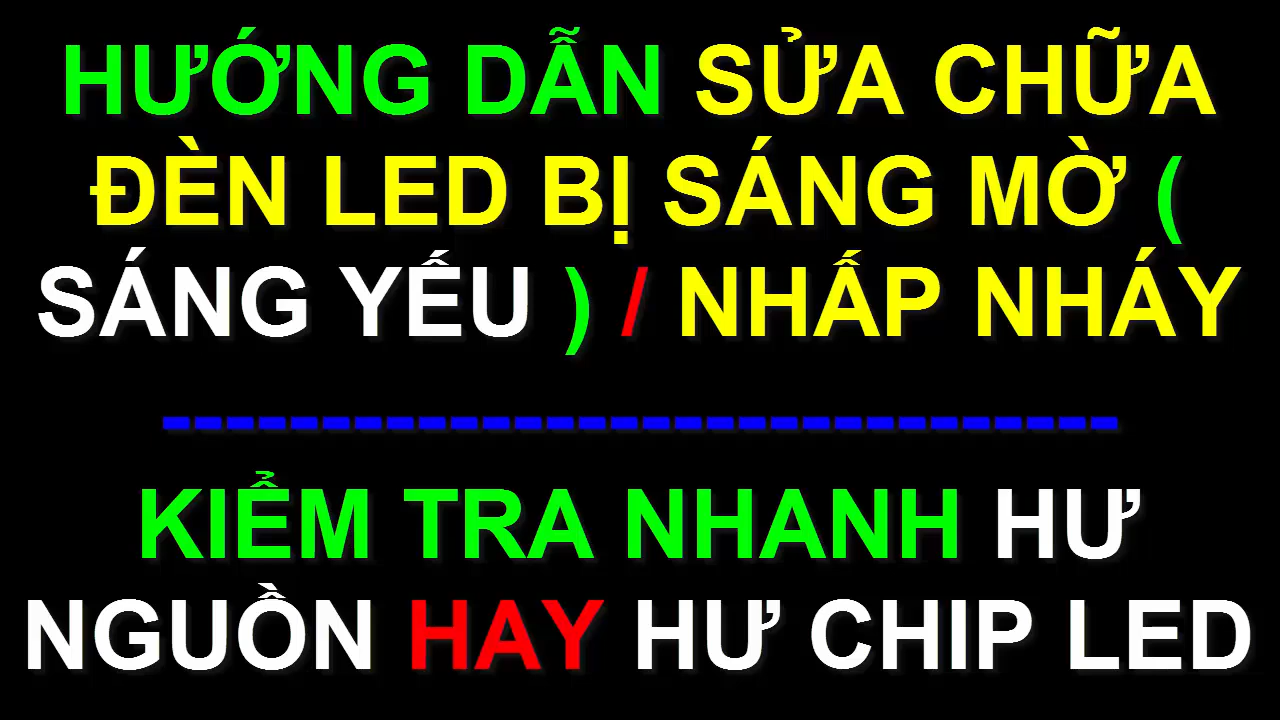 HƯỚNG DẪN SỬA CHỮA
ĐÈN LED BỊ SÁNG MỜ (
SÁNG YẾU ) / NHẤP NHÁY
------------------------------
KIỂM TRA NHANH HƯ
NGUỒN HAY HƯ CHIP LED